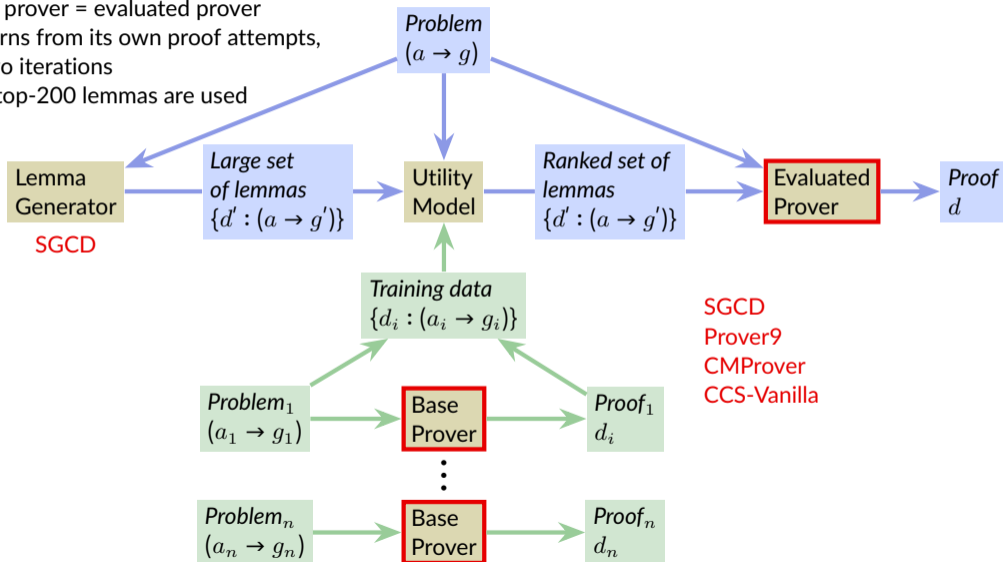 prover = evaluated prover
rns from its own proof attempts,
o iterations
top-200 lemmas are used
Problem
(a → g)
Lemma
Generator
SGCD
Large set
of lemmas
{d′ : (a → g′)}
Utility
Model
Ranked set of
lemmas
{d′ : (a → g′)}
Evaluated
Prover
Proof
d
Training data
{dᵢ : (aᵢ → gᵢ)}
SGCD
Prover9
CMProver
CCS-Vanilla
Problem₁
(a₁ → g₁)
Base
Prover
Proof₁
dᵢ
⋮
Problemₙ
(aₙ → gₙ)
Base
Prover
Proofₙ
dₙ